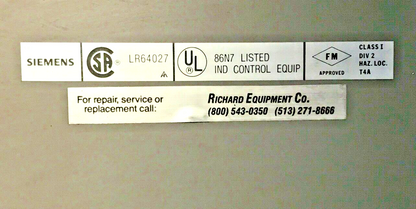 SIEMENS
SA
LR64027
UL
86N7 LISTED
IND CONTROL EQUIP
FM
APPROVED
CLASS I
DIV 2
HAZ. LOC.
T4A
For repair, service or
replacement call:
RICHARD EQUIPMENT CO.
(800) 543-0350 (513) 271-8666